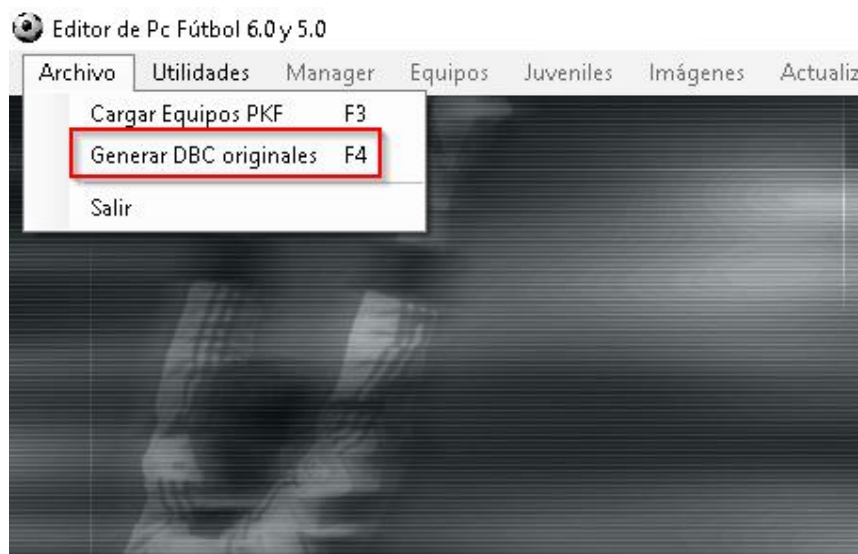 Editor de Pc Fútbol 6.0 y 5.0
Archivo Utilidades Manager Equipos Juveniles Imágenes Actualiz
Cargar Equipos PKF F3
Generar DBC originales F4
Salir